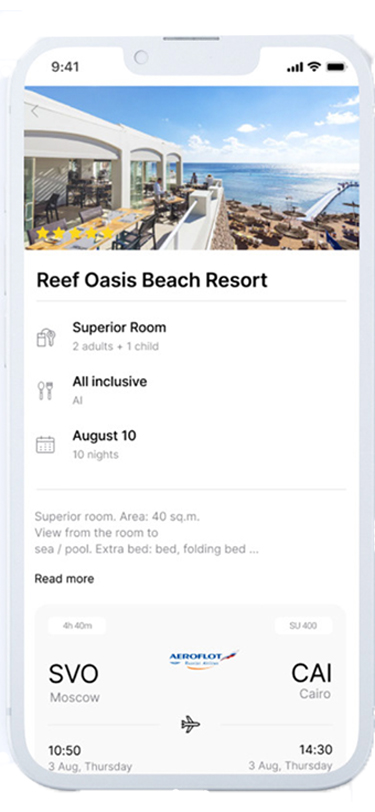 9:41
Reef Oasis Beach Resort
Superior Room
2 adults + 1 child
All inclusive
AI
August 10
10 nights
Superior room. Area: 40 sq.m.
View from the room to
sea / pool. Extra bed: bed, folding bed ...
Read more
4h 40m
SU 400
AEROFLOT
Russian Airlines
SVO
CAI
Moscow
Cairo
10:50
14:30
3 Aug, Thursday
3 Aug, Thursday